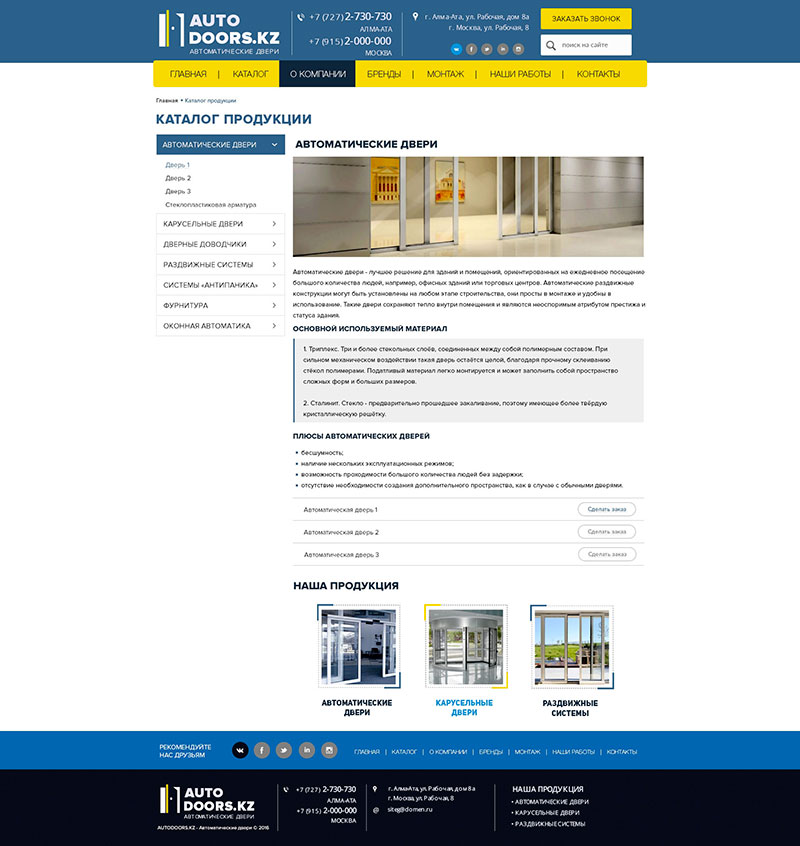 AUTO
DOORS.KZ
АВТОМАТИЧЕСКИЕ ДВЕРИ
+7 (727) 2-730-730
АЛМА-АТА
+7 (915) 2-000-000
МОСКВА
г. Алма-Ата, ул. Рабочая, дом 8а
г. Москва, ул. Рабочая, 8
ЗАКАЗАТЬ ЗВОНОК
поиск на сайте
ГЛАВНАЯ | КАТАЛОГ О КОМПАНИИ БРЕНДЫ | МОНТАЖ | НАШИ РАБОТЫ | КОНТАКТЫ
Главная • Каталог продукции
КАТАЛОГ ПРОДУКЦИИ
АВТОМАТИЧЕСКИЕ ДВЕРИ
Дверь 1
Дверь 2
Дверь 3
Стеклопластиковая арматура
КАРУСЕЛЬНЫЕ ДВЕРИ
ДВЕРНЫЕ ДОВОДЧИКИ
РАЗДВИЖНЫЕ СИСТЕМЫ
СИСТЕМЫ «АНТИПАНИКА»
ФУРНИТУРА
ОКОННАЯ АВТОМАТИКА
АВТОМАТИЧЕСКИЕ ДВЕРИ
Автоматические двери - лучшее решение для зданий и помещений, ориентированных на ежедневное посещение
большого количества людей, например, офисных зданий или торговых центров. Автоматические раздвижные
конструкции могут быть установлены на любом этапе строительства, они просты в монтаже и удобны в
использование. Такие двери сохраняют тепло внутри помещения и являются неоспоримым атрибутом престижа и
статуса здания.
ОСНОВНОЙ ИСПОЛЬЗУЕМЫЙ МАТЕРИАЛ
1. Триплекс. Три и более стекольных слоёв, соединенных между собой полимерным составом. При
сильном механическом воздействии такая дверь остаётся целой, благодаря прочному склеиванию
стёкол полимерами. Податливый материал легко монтируется и может заполнить собой пространство
сложных форм и больших размеров.
2. Сталинит. Стекло - предварительно прошедшее закаливание, поэтому имеющее более твёрдую
кристаллическую решётку.
ПЛЮСЫ АВТОМАТИЧЕСКИХ ДВЕРЕЙ
• бесшумность;
• наличие нескольких эксплуатационных режимов;
• возможность проходимости большого количества людей без задержки;
• отсутствие необходимости создания дополнительного пространства, как в случае с обычными дверями.
Автоматическая дверь 1 Сделать заказ
Автоматическая дверь 2 Сделать заказ
Автоматическая дверь 3 Сделать заказ
НАША ПРОДУКЦИЯ
АВТОМАТИЧЕСКИЕ
ДВЕРИ
КАРУСЕЛЬНЫЕ
ДВЕРИ
РАЗДВИЖНЫЕ
СИСТЕМЫ
РЕКОМЕНДУЙТЕ
НАС ДРУЗЬЯМ
ГЛАВНАЯ | КАТАЛОГ | О КОМПАНИИ | БРЕНДЫ | МОНТАЖ | НАШИ РАБОТЫ | КОНТАКТЫ
AUTO
DOORS.KZ
АВТОМАТИЧЕСКИЕ ДВЕРИ
AUTODOORS.KZ - Автоматические двери © 2016
+7 (727) 2-730-730
АЛМА-АТА
+7 (915) 2-000-000
МОСКВА
г. Алма-Ата, ул. Рабочая, дом 8а
г. Москва, ул. Рабочая, 8
@ siteg@domen.ru
НАША ПРОДУКЦИЯ
• АВТОМАТИЧЕСКИЕ ДВЕРИ
• КАРУСЕЛЬНЫЕ ДВЕРИ
• РАЗДВИЖНЫЕ СИСТЕМЫ